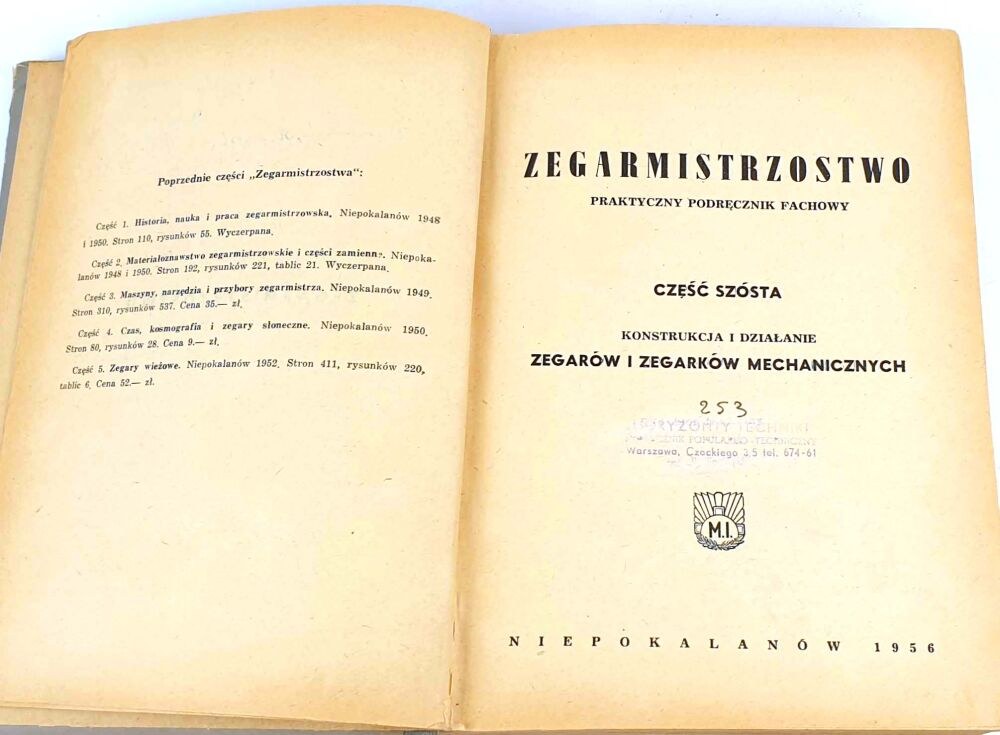 Poprzednie części „Zegarmistrzostwa":
Część 1. Historia, nauka i praca zegarmistrzowska. Niepokalanów 1948
i 1950. Stron 110, rysunków 55. Wyczerpana.
Część 2. Materiałoznawstwo zegarmistrzowskie i części zamienne. Niepoka-
lanów 1948 i 1950. Stron 192, rysunków 221, tablic 21. Wyczerpana.
Część 3. Maszyny, narzędzia i przybory zegarmistrza. Niepokalanów 1949.
Stron 310, rysunków 537. Cena 35.— zł.
Część 4. Czas, kosmografia i zegary słoneczne. Niepokalanów 1950.
Stron 80, rysunków 28. Cena 9.— zł.
Część 5. Zegary wieżowe. Niepokalanów 1952. Stron 411, rysunków 220,
tablic 6. Cena 52.— zł.
ZEGARMISTRZOSTWO
PRAKTYCZNY PODRĘCZNIK FACHOWY
CZĘŚĆ SZÓSTA
KONSTRUKCJA I DZIAŁANIE
ZEGARÓW I ZEGARKÓW MECHANICZNYCH
253
HORYZONTY TECHNIKI
POPULARNO-TECHNICZNY
Warszawa, Czackiego 3/5 tel. 674-61
M.I.
NIEPOKALANÓW 1956